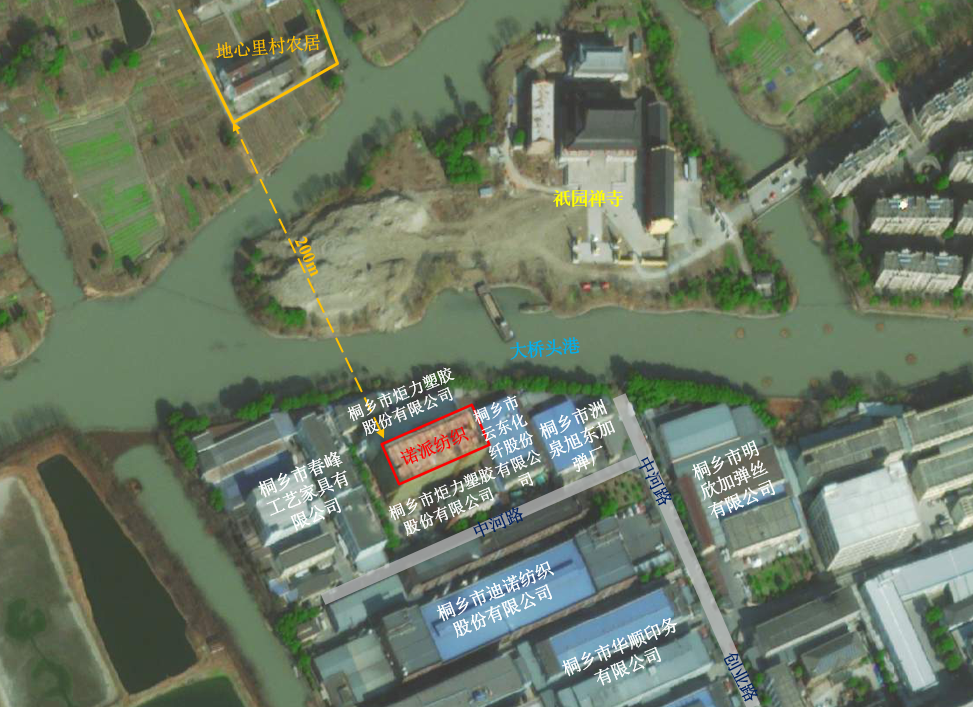 地心里村农居
祇园禅寺
200m
大桥头港
桐乡市炬力塑胶
股份有限公司
诺派纺织
桐乡市
云东化
纤股份
有限公
司
桐乡市洲
泉旭东加
弹厂
桐乡市春峰
工艺家具有
限公司
桐乡市炬力塑胶
股份有限公司
中河路
中河路
桐乡市明
欣加弹丝
有限公司
桐乡市迪诺纺织
股份有限公司
桐乡市华顺印务
有限公司
创业路